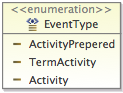 <<enumeration>>
EventType
ActivityPrepered
TermActivity
Activity